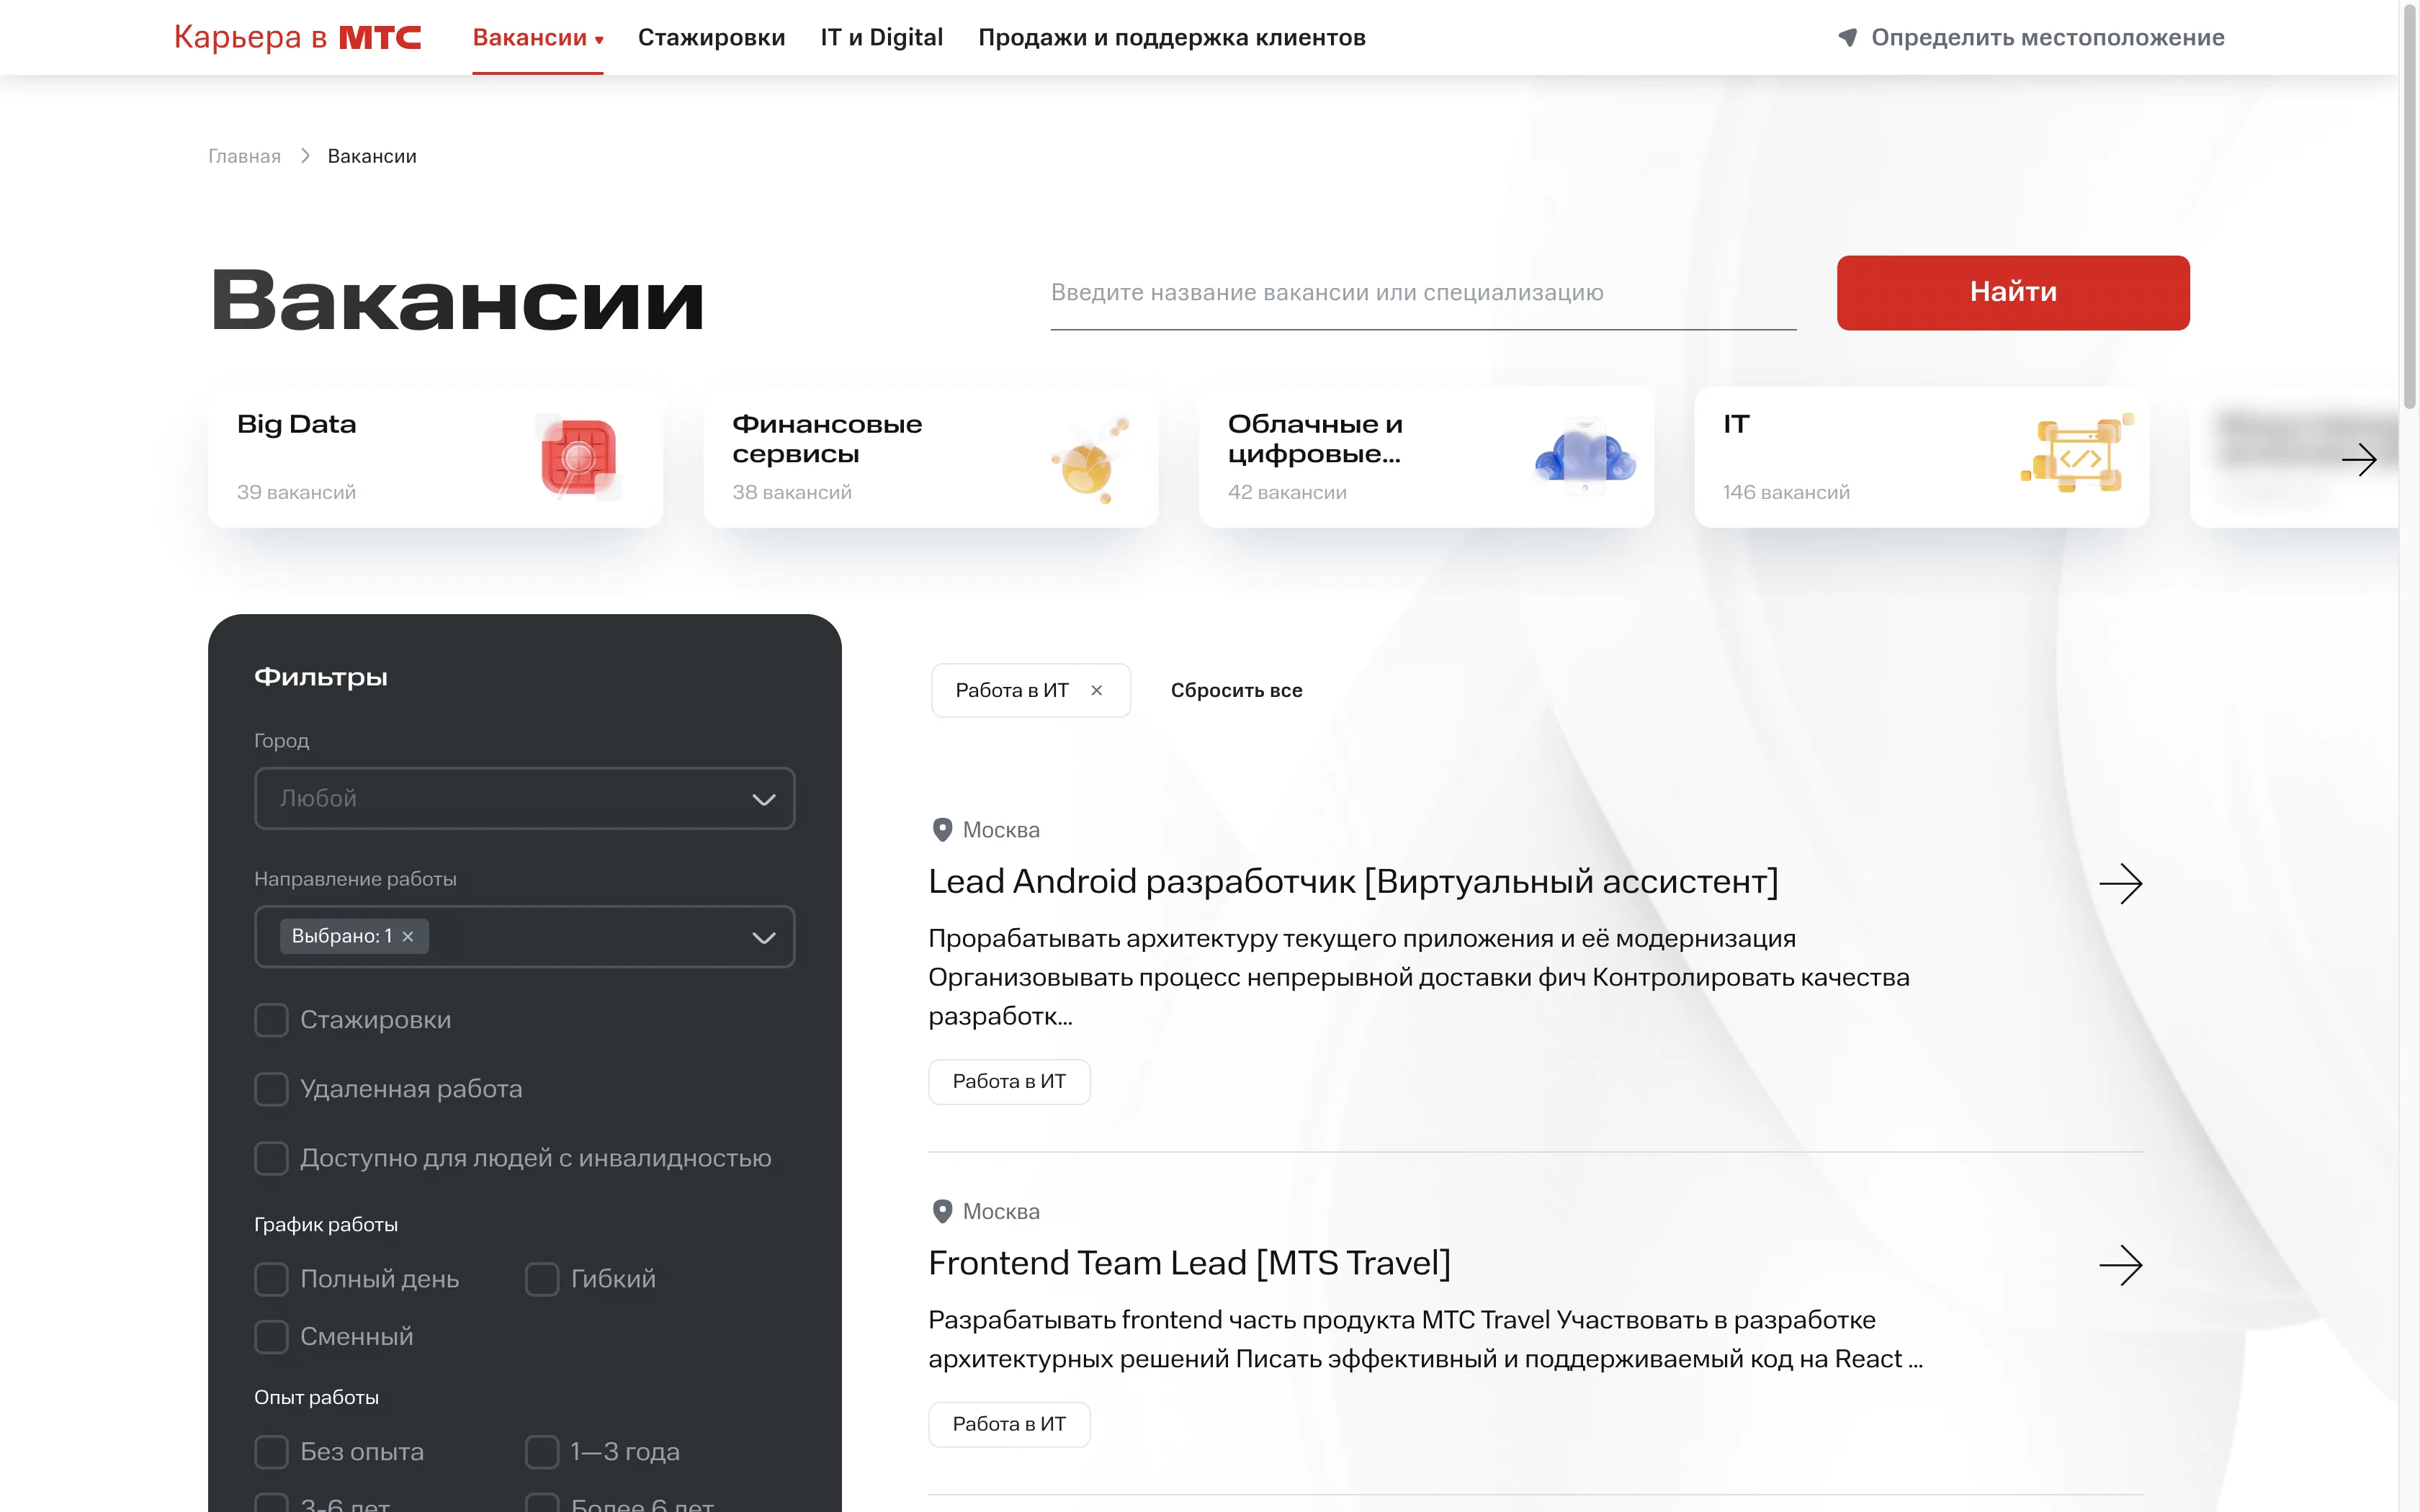 Карьера в МТС
Вакансии
Стажировки
IT и Digital
Продажи и поддержка клиентов
Определить местоположение
Главная
Вакансии
Вакансии
Введите название вакансии или специализацию
Найти
Big Data
39 вакансий
Финансовые
сервисы
38 вакансий
Облачные и
цифровые...
42 вакансии
IT
146 вакансий
Фильтры
Город
Любой
Направление работы
Выбрано: 1
Стажировки
Удаленная работа
Доступно для людей с инвалидностью
График работы
Полный день
Гибкий
Сменный
Опыт работы
Без опыта
1—3 года
3-6 лет
Более 6 лет
Работа в ИТ
Сбросить все
Москва
Lead Android разработчик [Виртуальный ассистент]
Прорабатывать архитектуру текущего приложения и её модернизация
Организовывать процесс непрерывной доставки фич Контролировать качества
разработк...
Работа в ИТ
Москва
Frontend Team Lead [MTS Travel]
Разрабатывать frontend часть продукта МТС Travel Участвовать в разработке
архитектурных решений Писать эффективный и поддерживаемый код на React ...
Работа в ИТ